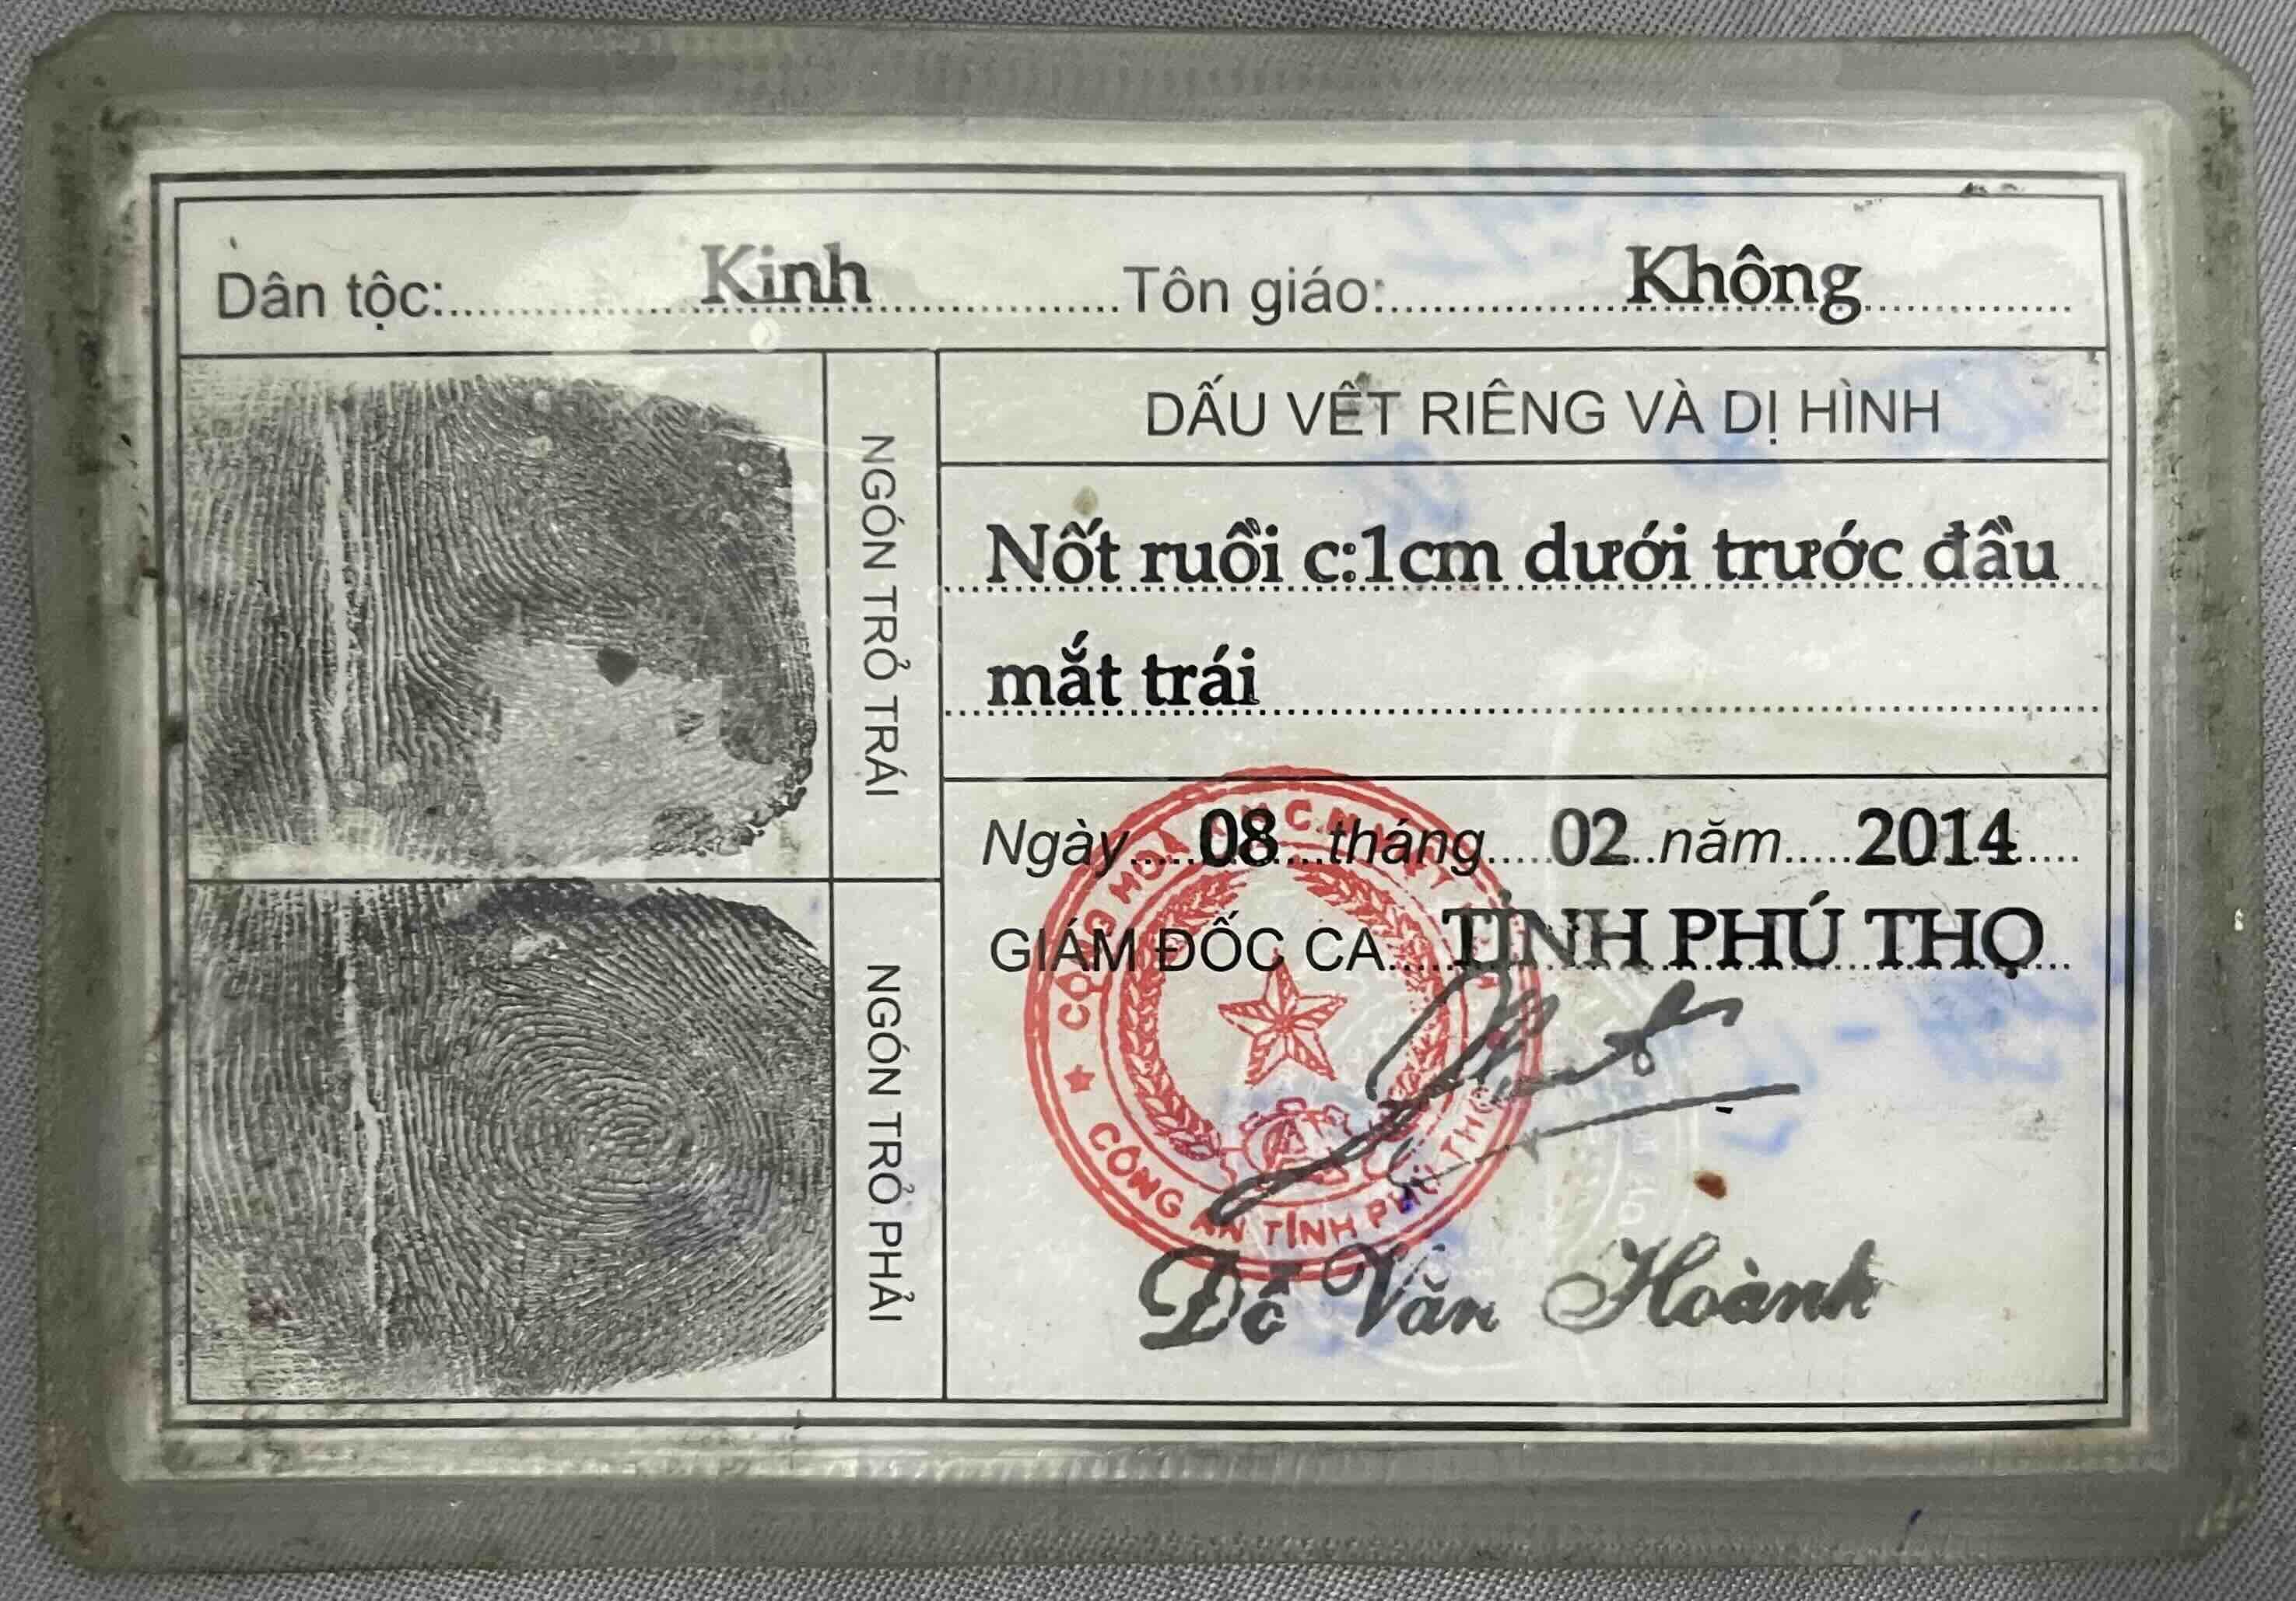 Dân tộc: Kinh Tôn giáo: Không
NGÓN TRỎ TRÁI
NGÓN TRỎ PHẢI
DẤU VẾT RIÊNG VÀ DỊ HÌNH
Nốt ruồi c:1cm dưới trước đầu
mắt trái
Ngày 08 tháng 02 năm 2014
GIÁM ĐỐC CA TỈNH PHÚ THỌ
CỘNG HOÀ
CÔNG AN TỈNH PHÚ THỌ
Đỗ Văn Hoành